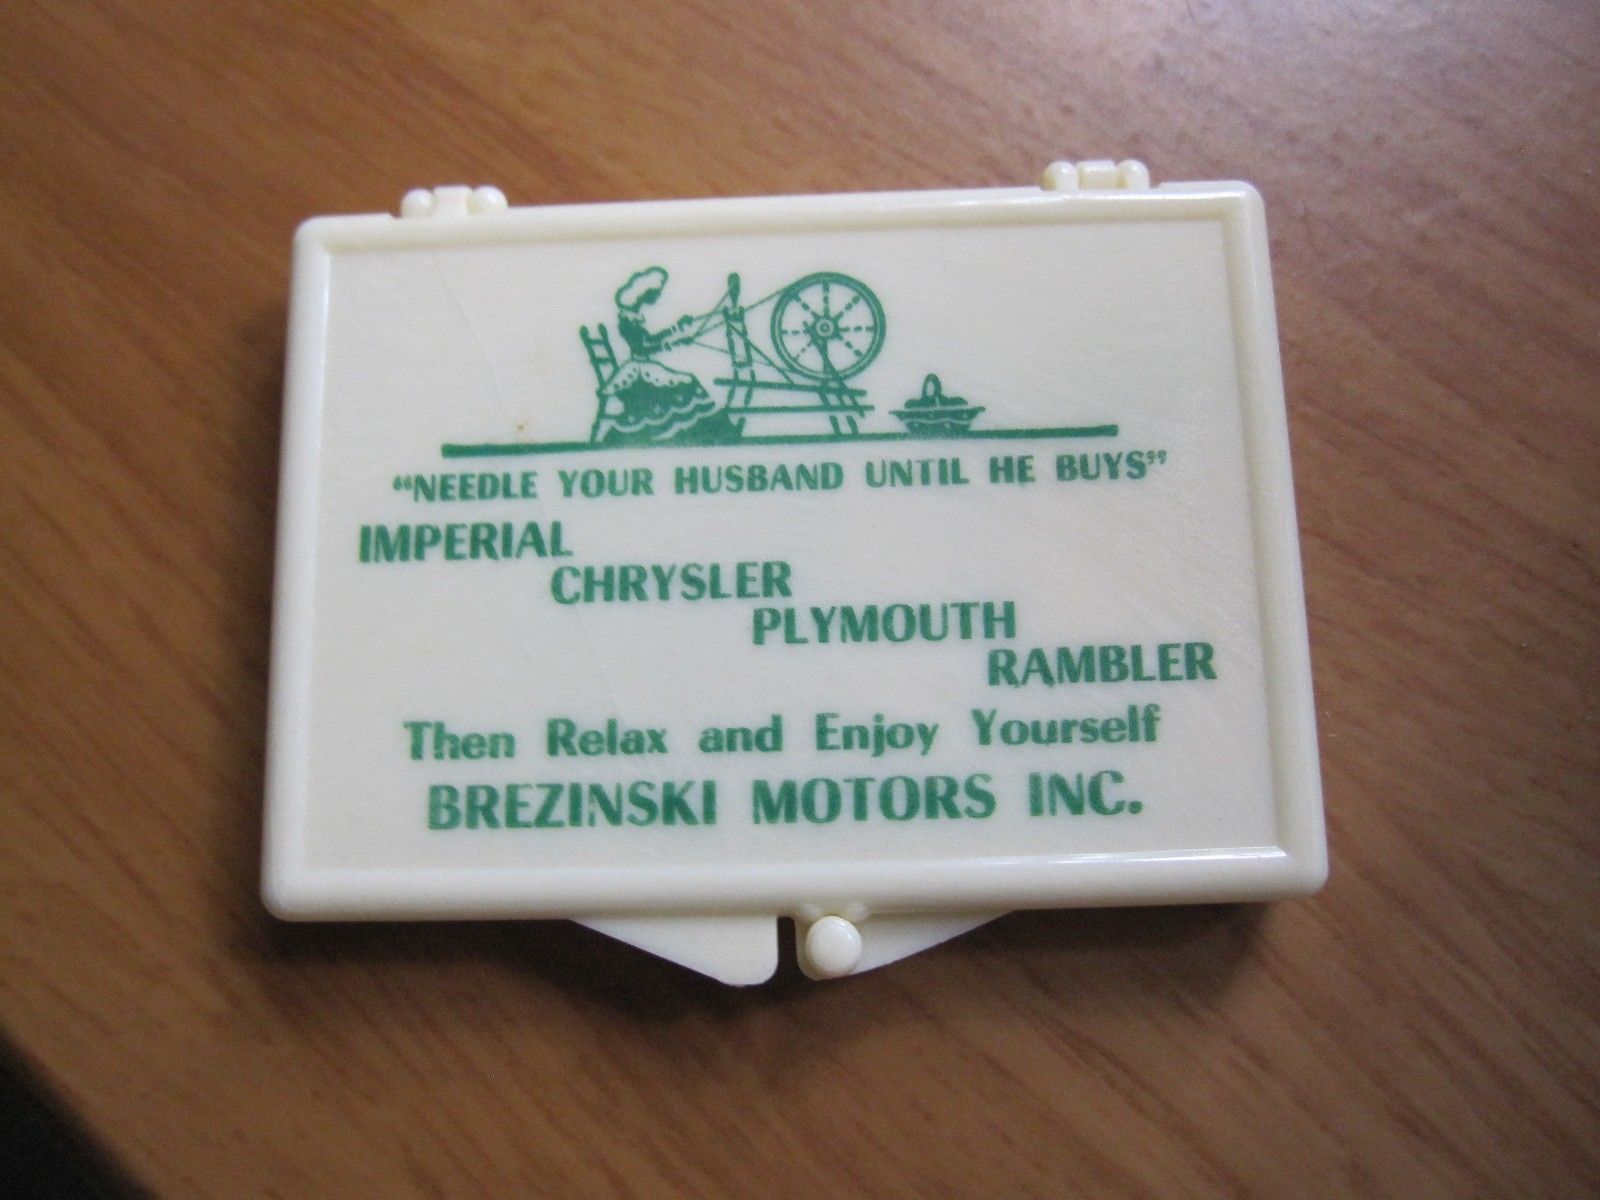 “NEEDLE YOUR HUSBAND UNTIL HE BUYS”
IMPERIAL
CHRYSLER
PLYMOUTH
RAMBLER
Then Relax and Enjoy Yourself
BREZINSKI MOTORS INC.